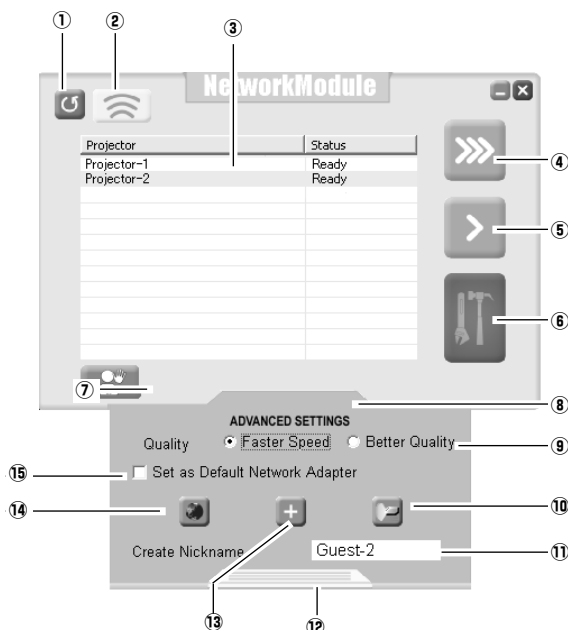 ① ② ③
NetworkModule
Projector Status
Projector-1 Ready
Projector-2 Ready
④
⑤
⑥
⑦
⑧
ADVANCED SETTINGS
Quality Faster Speed Better Quality ⑨
⑮ Set as Default Network Adapter
⑭ ⑩
Create Nickname Guest-2 ⑪
⑬ ⑫